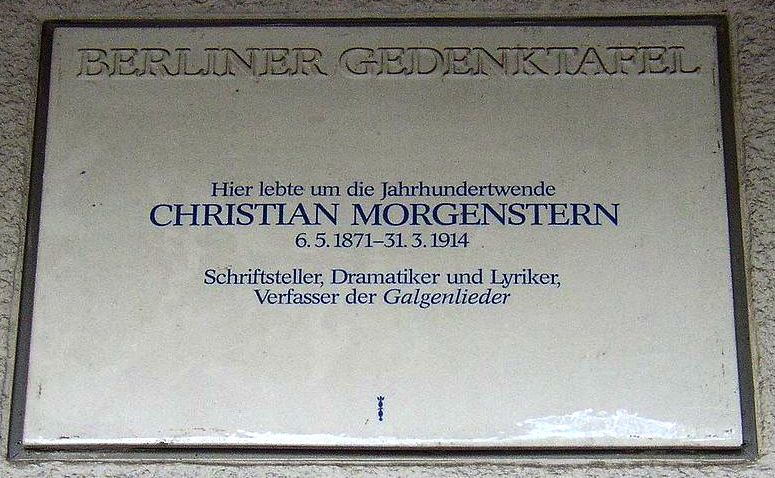 BERLINER GEDENKTAFEL
Hier lebte um die Jahrhundertwende
CHRISTIAN MORGENSTERN
6. 5. 1871–31. 3. 1914
Schriftsteller, Dramatiker und Lyriker,
Verfasser der Galgenlieder